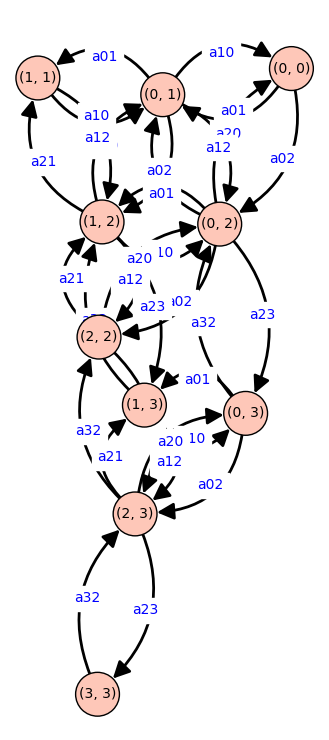 a01
a10
(0, 0)
(1, 1)
(0, 1)
a10
a01
a20
a12
a12
a21
a02
a02
a01
(1, 2)
(0, 2)
a20
10
a21
a12
a23
a02
a32
a23
(2, 2)
a01
(1, 3)
(0, 3)
a32
a20
10
a21
a12
a02
(2, 3)
a32
a23
(3, 3)